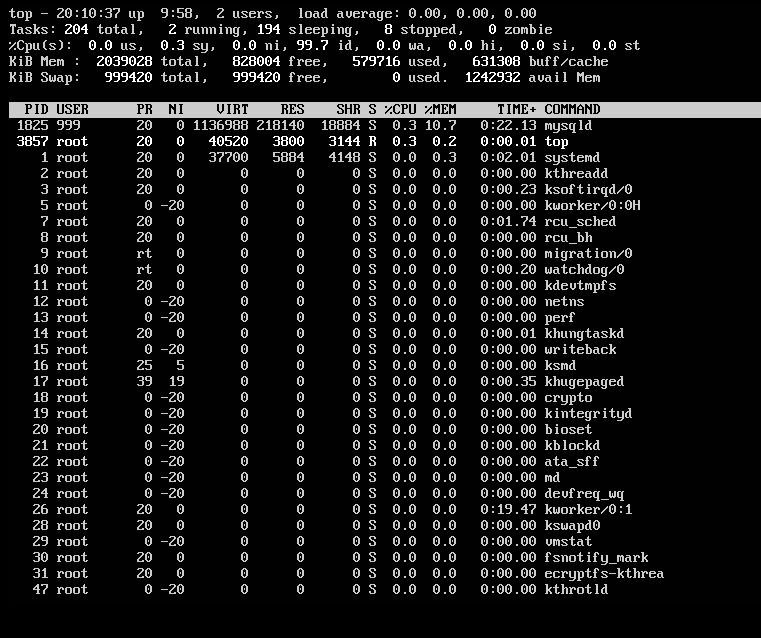 top - 20:10:37 up  9:58,  2 users,  load average: 0.00, 0.00, 0.00
Tasks: 204 total,   2 running, 194 sleeping,   8 stopped,   0 zombie
%Cpu(s):  0.0 us,  0.3 sy,  0.0 ni, 99.7 id,  0.0 wa,  0.0 hi,  0.0 si,  0.0 st
KiB Mem :  2039028 total,   828004 free,   579716 used,   631308 buff/cache
KiB Swap:   999420 total,   999420 free,        0 used.  1242932 avail Mem
  PID USER      PR  NI    VIRT    RES    SHR S %CPU %MEM     TIME+ COMMAND
 1825 999       20   0 1136988 218140  18884 S  0.3 10.7   0:22.13 mysqld
 3857 root      20   0   40520   3800   3144 R  0.3  0.2   0:00.01 top
    1 root      20   0   37700   5884   4148 S  0.0  0.3   0:02.01 systemd
    2 root      20   0       0      0      0 S  0.0  0.0   0:00.00 kthreadd
    3 root      20   0       0      0      0 S  0.0  0.0   0:00.23 ksoftirqd/0
    5 root       0 -20       0      0      0 S  0.0  0.0   0:00.00 kworker/0:0H
    7 root      20   0       0      0      0 S  0.0  0.0   0:01.74 rcu_sched
    8 root      20   0       0      0      0 S  0.0  0.0   0:00.00 rcu_bh
    9 root      rt   0       0      0      0 S  0.0  0.0   0:00.00 migration/0
   10 root      rt   0       0      0      0 S  0.0  0.0   0:00.20 watchdog/0
   11 root      20   0       0      0      0 S  0.0  0.0   0:00.00 kdevtmpfs
   12 root       0 -20       0      0      0 S  0.0  0.0   0:00.00 netns
   13 root       0 -20       0      0      0 S  0.0  0.0   0:00.00 perf
   14 root      20   0       0      0      0 S  0.0  0.0   0:00.01 khungtaskd
   15 root       0 -20       0      0      0 S  0.0  0.0   0:00.00 writeback
   16 root      25   5       0      0      0 S  0.0  0.0   0:00.00 ksmd
   17 root      39  19       0      0      0 S  0.0  0.0   0:00.35 khugepaged
   18 root       0 -20       0      0      0 S  0.0  0.0   0:00.00 crypto
   19 root       0 -20       0      0      0 S  0.0  0.0   0:00.00 kintegrityd
   20 root       0 -20       0      0      0 S  0.0  0.0   0:00.00 bioset
   21 root       0 -20       0      0      0 S  0.0  0.0   0:00.00 kblockd
   22 root       0 -20       0      0      0 S  0.0  0.0   0:00.00 ata_sff
   23 root       0 -20       0      0      0 S  0.0  0.0   0:00.00 md
   24 root       0 -20       0      0      0 S  0.0  0.0   0:00.00 devfreq_wq
   26 root      20   0       0      0      0 S  0.0  0.0   0:19.47 kworker/0:1
   28 root      20   0       0      0      0 S  0.0  0.0   0:00.00 kswapd0
   29 root       0 -20       0      0      0 S  0.0  0.0   0:00.00 vmstat
   30 root      20   0       0      0      0 S  0.0  0.0   0:00.00 fsnotify_mark
   31 root      20   0       0      0      0 S  0.0  0.0   0:00.00 ecryptfs-kthrea
   47 root       0 -20       0      0      0 S  0.0  0.0   0:00.00 kthrotld